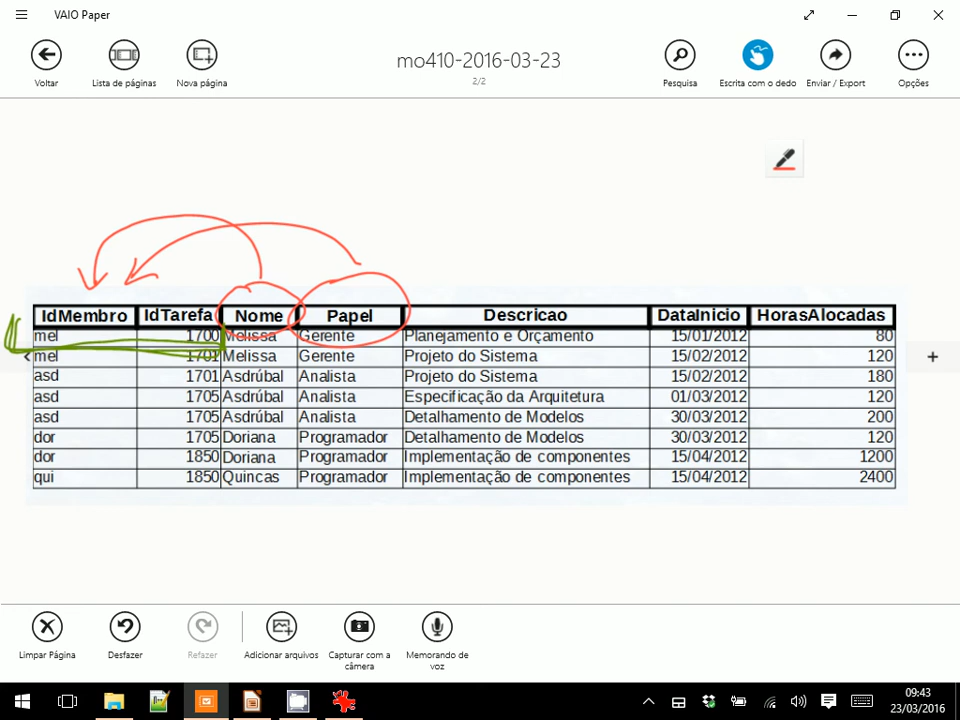 VAIO Paper
mo410-2016-03-23
2/2
Voltar
Lista de páginas
Nova página
Pesquisa
Escrita com o dedo
Enviar / Export
Opções
IdMembro IdTarefa Nome Papel Descricao DataInicio HorasAlocadas
mel 1700 Melissa Gerente Planejamento e Orçamento 15/01/2012 80
mel 1701 Melissa Gerente Projeto do Sistema 15/02/2012 120
asd 1701 Asdrúbal Analista Projeto do Sistema 15/02/2012 180
asd 1705 Asdrúbal Analista Especificação da Arquitetura 01/03/2012 120
asd 1705 Asdrúbal Analista Detalhamento de Modelos 30/03/2012 200
dor 1705 Doriana Programador Detalhamento de Modelos 30/03/2012 120
dor 1850 Doriana Programador Implementação de componentes 15/04/2012 1200
qui 1850 Quincas Programador Implementação de componentes 15/04/2012 2400
Limpar Página
Desfazer
Refazer
Adicionar arquivos
Capturar com a
câmera
Memorando de
voz
09:43
23/03/2016